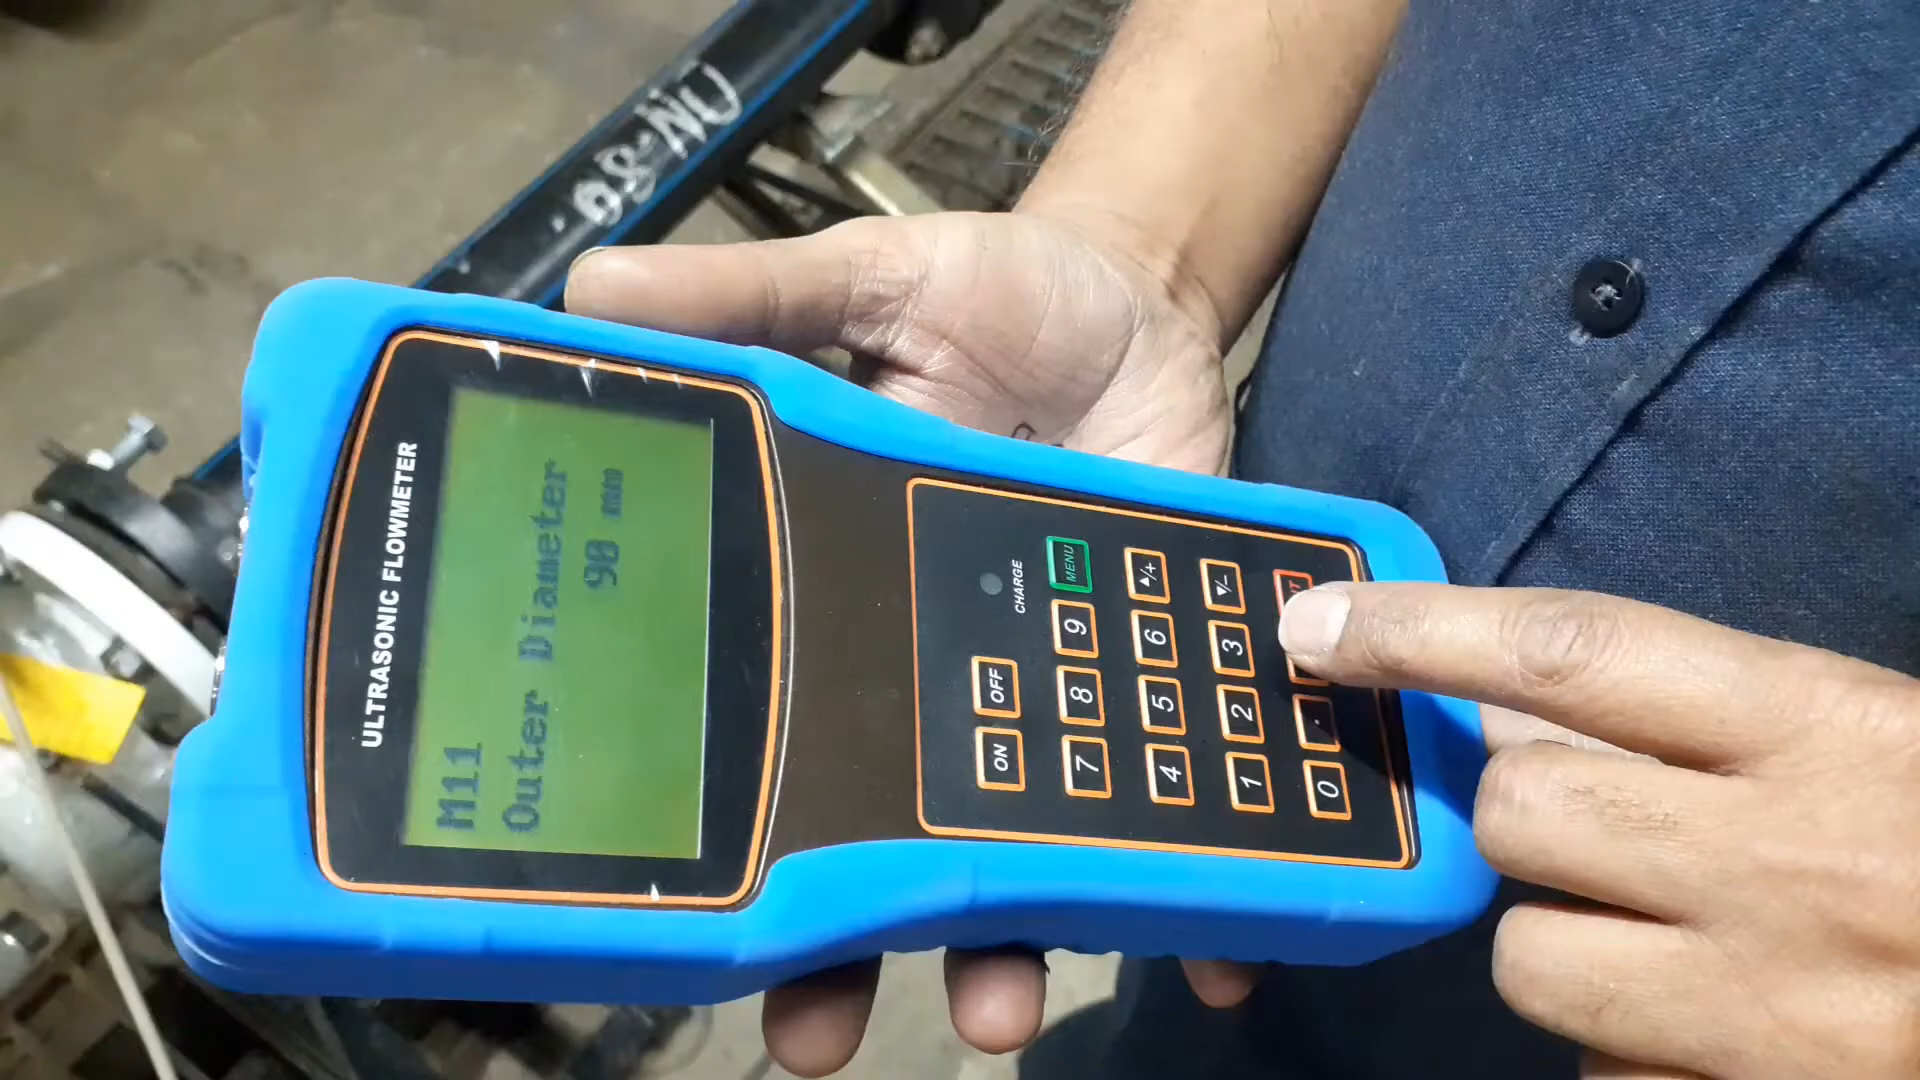 DN-80
ULTRASONIC FLOWMETER
M11
Outer Diameter
90 mm
CHARGE
ON OFF
7 8 9 MENU
4 5 6 ▲/+
1 2 3 ▼/-
0 .